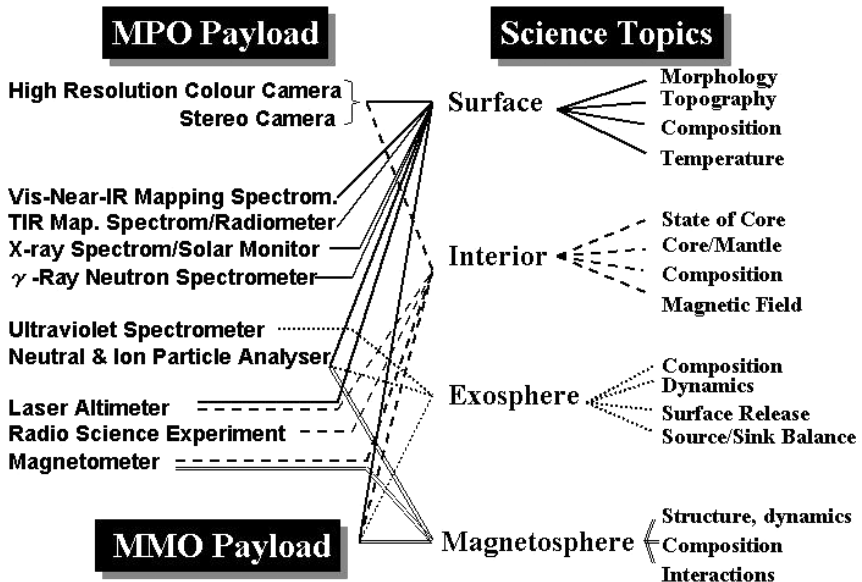 MPO Payload
High Resolution Colour Camera
Stereo Camera
Vis-Near-IR Mapping Spectrom.
TIR Map. Spectrom/Radiometer
X-ray Spectrom/Solar Monitor
γ -Ray Neutron Spectrometer
Ultraviolet Spectrometer
Neutral & Ion Particle Analyser
Laser Altimeter
Radio Science Experiment
Magnetometer
MMO Payload
Science Topics
Surface
Morphology
Topography
Composition
Temperature
Interior
State of Core
Core/Mantle
Composition
Magnetic Field
Exosphere
Composition
Dynamics
Surface Release
Source/Sink Balance
Magnetosphere
Structure, dynamics
Composition
Interactions